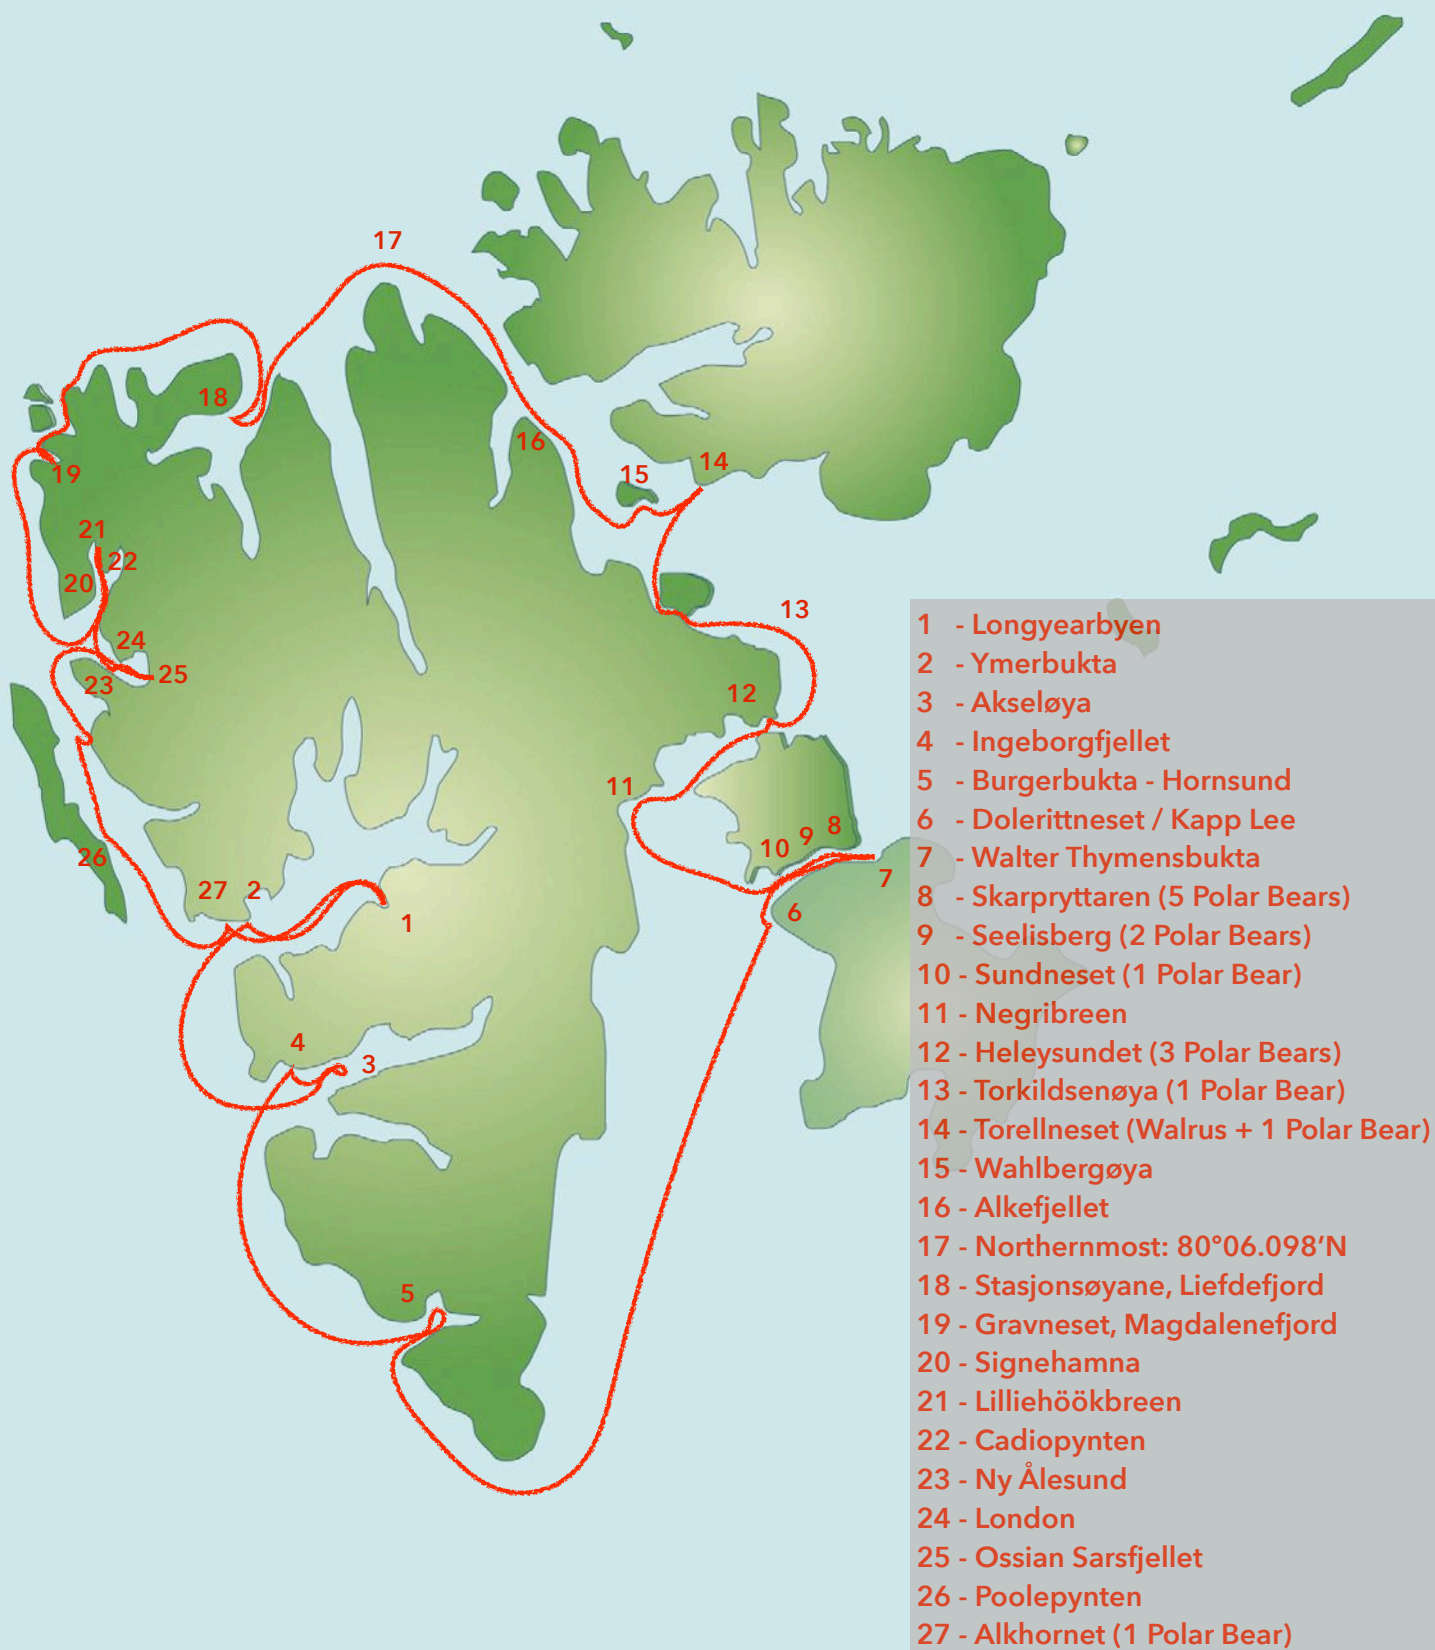 17
18
16
19
15
14
21
22
20
13
24
25
23
12
11
10
9
8
7
26
27
2
1
6
4
3
5
1 - Longyearbyen
2 - Ymerbukta
3 - Akseløya
4 - Ingeborgfjellet
5 - Burgerbukta - Hornsund
6 - Dolerittneset / Kapp Lee
7 - Walter Thymensbukta
8 - Skarpryttaren (5 Polar Bears)
9 - Seelisberg (2 Polar Bears)
10 - Sundneset (1 Polar Bear)
11 - Negribreen
12 - Heleysundet (3 Polar Bears)
13 - Torkildsenøya (1 Polar Bear)
14 - Torellneset (Walrus + 1 Polar Bear)
15 - Wahlbergøya
16 - Alkefjellet
17 - Northernmost: 80°06.098’N
18 - Stasjonsøyane, Liefdefjord
19 - Gravneset, Magdalenefjord
20 - Signehamna
21 - Lilliehöökbreen
22 - Cadiopynten
23 - Ny Ålesund
24 - London
25 - Ossian Sarsfjellet
26 - Poolepynten
27 - Alkhornet (1 Polar Bear)